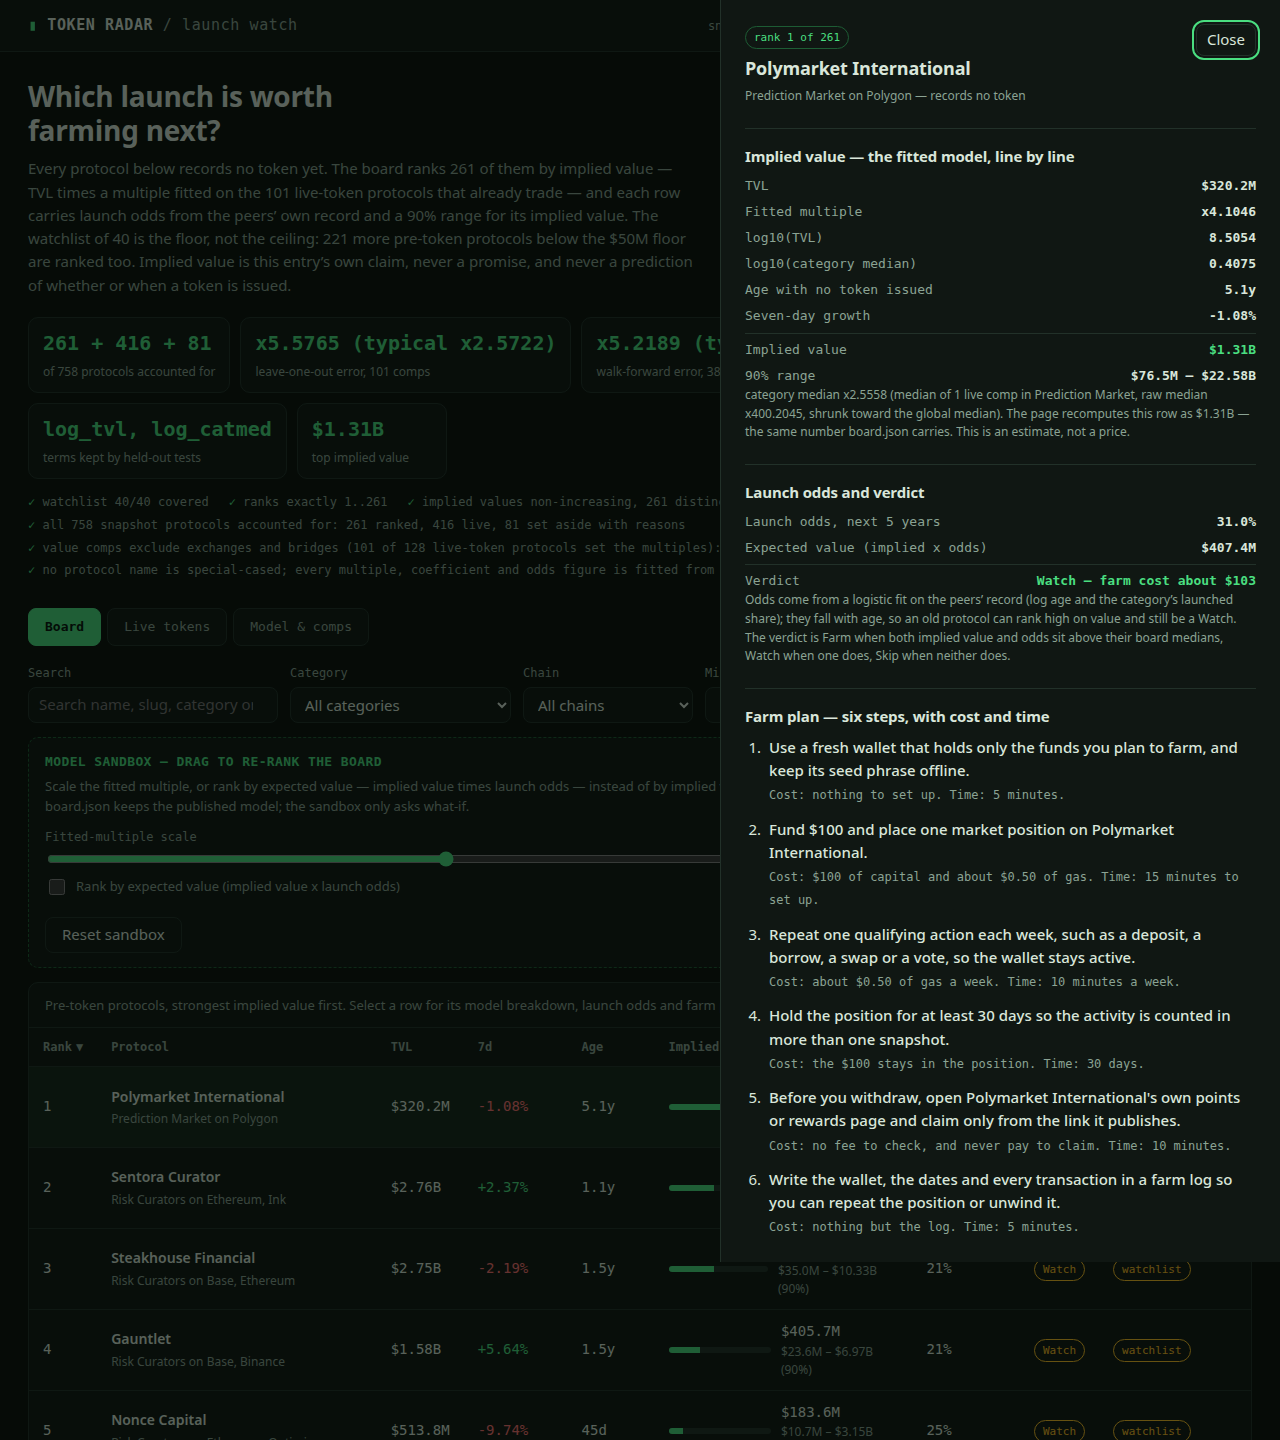 TOKEN RADAR / launch watch
Which launch is worth
farming next?
Every protocol below records no token yet. The board ranks 261 of them by implied value —
TVL times a multiple fitted on the 101 live-token protocols that already trade — and each row
carries launch odds from the peers’ own record and a 90% range for its implied value. The
watchlist of 40 is the floor, not the ceiling: 221 more pre-token protocols below the $50M floor
are ranked too. Implied value is this entry’s own claim, never a promise, and never a prediction
of whether or when a token is issued.
261 + 416 + 81
of 758 protocols accounted for
x5.5765 (typical x2.5722)
leave-one-out error, 101 comps
x5.2189
walk-forward error, 38
log_tvl, log_catmed
terms kept by held-out tests
$1.31B
top implied value
✓ watchlist 40/40 covered ✓ ranks exactly 1..261 ✓ implied values non-increasing, 261
✓ all 758 snapshot protocols accounted for: 261 ranked, 416 live, 81 set aside with reasons
✓ value comps exclude exchanges and bridges (101 of 128 live-token protocols set the multiples):
✓ no protocol name is special-cased; every multiple, coefficient and odds figure is fitted from
Board
Live tokens
Model & comps
Search
Category
Chain
Search name, slug, category
All categories
All chains
MODEL SANDBOX — DRAG TO RE-RANK THE BOARD
Scale the fitted multiple, or rank by expected value — implied value times launch odds — instead of by implied
board.json keeps the published model; the sandbox only asks what-if.
Fitted-multiple scale
Rank by expected value (implied value x launch odds)
Reset sandbox
Pre-token protocols, strongest implied value first. Select a row for its model breakdown, launch odds and farm
Rank ▼ Protocol TVL 7d Age Implied
1 Polymarket International $320.2M -1.08% 5.1y
Prediction Market on Polygon
2 Sentora Curator $2.76B +2.37% 1.1y
Risk Curators on Ethereum, Ink
3 Steakhouse Financial $2.75B -2.19% 1.5y 21% Watch watchlist
Risk Curators on Base, Ethereum
$35.0M – $10.33B
(90%)
4 Gauntlet $1.58B +5.64% 1.5y $405.7M 21% Watch watchlist
Risk Curators on Base, Binance
$23.6M – $6.97B
(90%)
5 Nonce Capital $513.8M -9.74% 45d $183.6M 25% Watch watchlist
$10.7M – $3.15B
rank 1 of 261
Close
Polymarket International
Prediction Market on Polygon — records no token
Implied value — the fitted model, line by line
TVL $320.2M
Fitted multiple x4.1046
log10(TVL) 8.5054
log10(category median) 0.4075
Age with no token issued 5.1y
Seven-day growth -1.08%
Implied value $1.31B
90% range $76.5M – $22.58B
category median x2.5558 (median of 1 live comp in Prediction Market, raw median
x400.2045, shrunk toward the global median). The page recomputes this row as $1.31B —
the same number board.json carries. This is an estimate, not a price.
Launch odds and verdict
Launch odds, next 5 years 31.0%
Expected value (implied x odds) $407.4M
Verdict Watch — farm cost about $103
Odds come from a logistic fit on the peers’ record (log age and the category’s launched
share); they fall with age, so an old protocol can rank high on value and still be a Watch.
The verdict is Farm when both implied value and odds sit above their board medians,
Watch when one does, Skip when neither does.
Farm plan — six steps, with cost and time
1. Use a fresh wallet that holds only the funds you plan to farm, and
keep its seed phrase offline.
Cost: nothing to set up. Time: 5 minutes.
2. Fund $100 and place one market position on Polymarket
International.
Cost: $100 of capital and about $0.50 of gas. Time: 15 minutes to
set up.
3. Repeat one qualifying action each week, such as a deposit, a
borrow, a swap or a vote, so the wallet stays active.
Cost: about $0.50 of gas a week. Time: 10 minutes a week.
4. Hold the position for at least 30 days so the activity is counted in
more than one snapshot.
Cost: the $100 stays in the position. Time: 30 days.
5. Before you withdraw, open Polymarket International's own points
or rewards page and claim only from the link it publishes.
Cost: no fee to check, and never pay to claim. Time: 10 minutes.
6. Write the wallet, the dates and every transaction in a farm log so
you can repeat the position or unwind it.
Cost: nothing but the log. Time: 5 minutes.